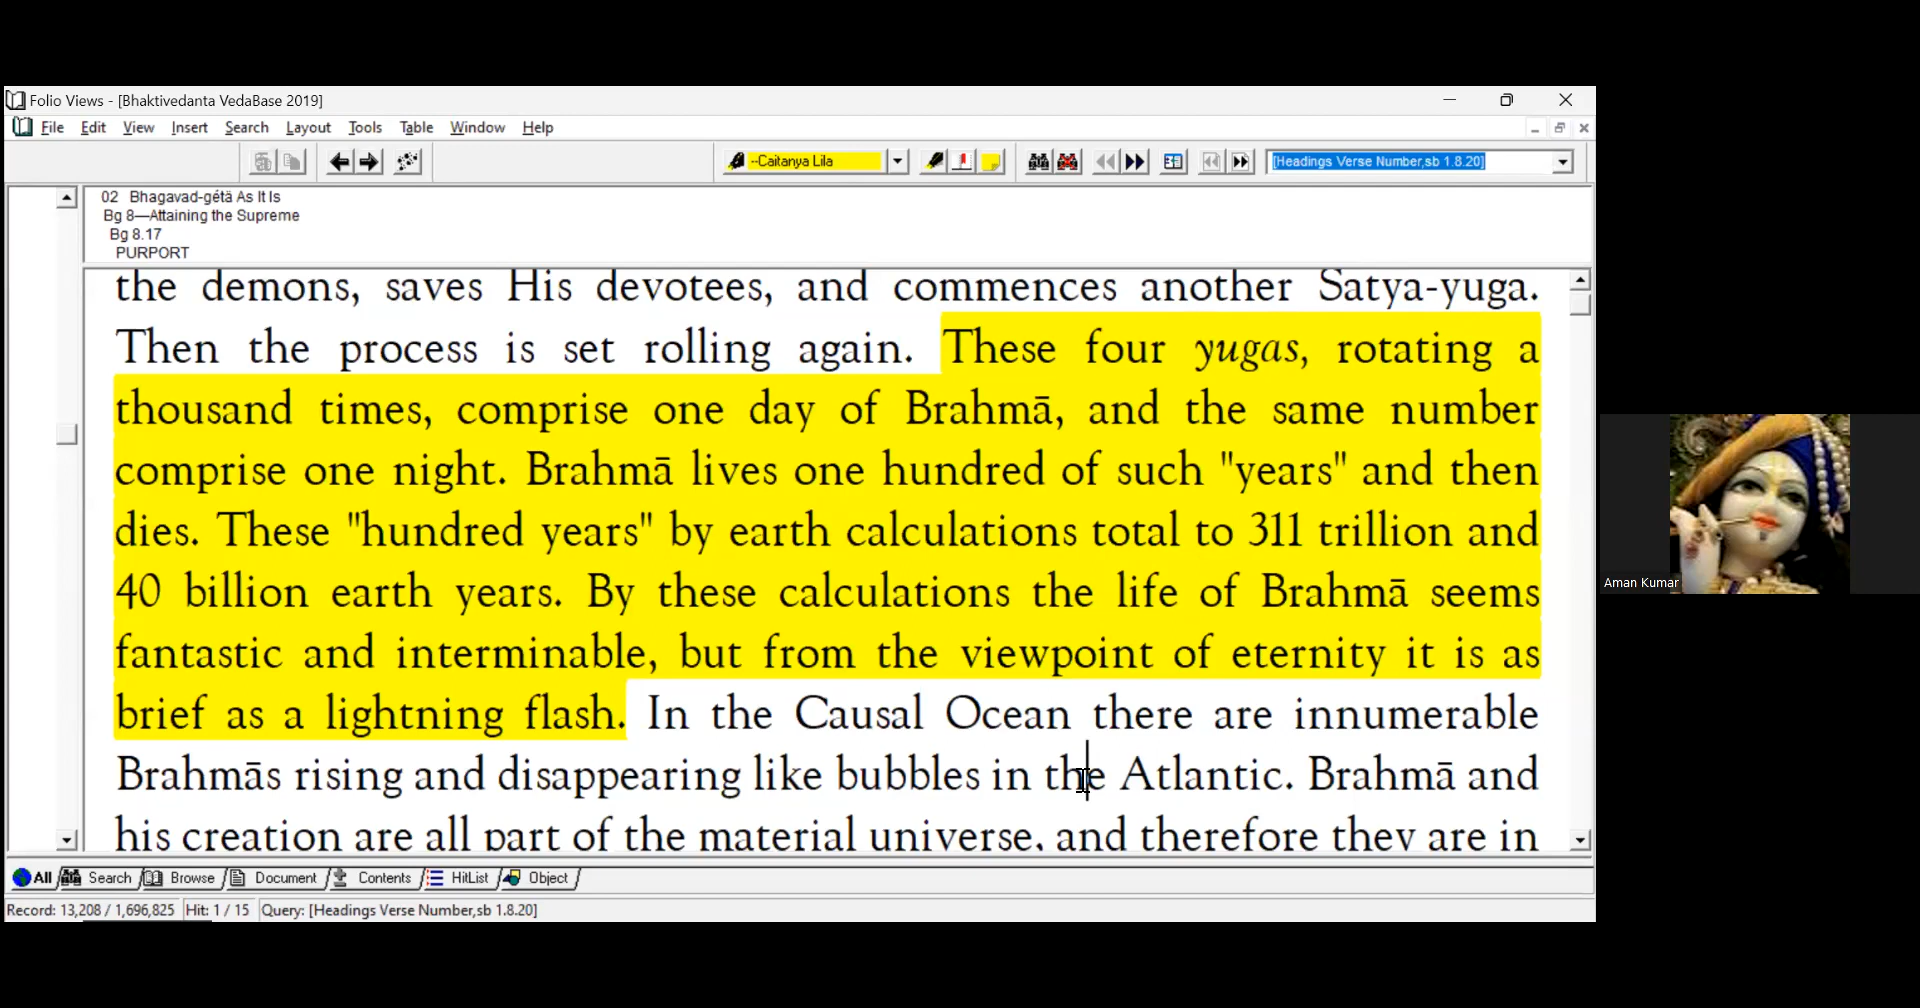 Folio Views - [Bhaktivedanta VedaBase 2019]
File Edit View Insert Search Layout Tools Table Window Help
--Caitanya Lila
[Headings Verse Number,sb 1.8.20]
02 Bhagavad-gétä As It Is
Bg 8—Attaining the Supreme
Bg 8.17
PURPORT
the demons, saves His devotees, and commences another Satya-yuga.
Then the process is set rolling again. These four yugas, rotating a
thousand times, comprise one day of Brahmā, and the same number
comprise one night. Brahmā lives one hundred of such "years" and then
dies. These "hundred years" by earth calculations total to 311 trillion and
40 billion earth years. By these calculations the life of Brahmā seems
fantastic and interminable, but from the viewpoint of eternity it is as
brief as a lightning flash. In the Causal Ocean there are innumerable
Brahmās rising and disappearing like bubbles in the Atlantic. Brahmā and
his creation are all part of the material universe, and therefore they are in
All Search Browse Document Contents HitList Object
Record: 13,208 / 1,696,825 Hit: 1 / 15 Query: [Headings Verse Number,sb 1.8.20]
Aman Kumar